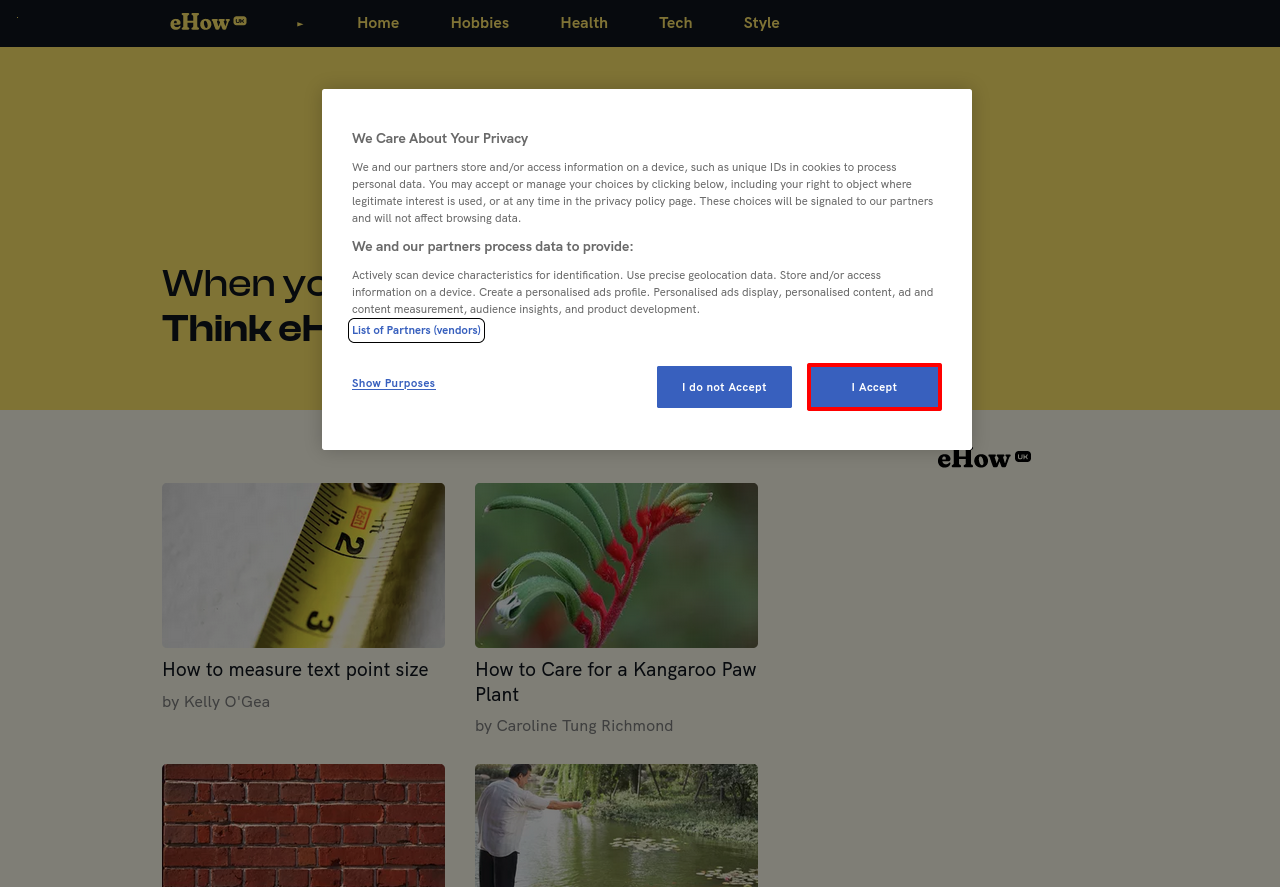 eHow UK
Home
Hobbies
Health
Tech
Style
We Care About Your Privacy
We and our partners store and/or access information on a device, such as unique IDs in cookies to process
personal data. You may accept or manage your choices by clicking below, including your right to object where
legitimate interest is used, or at any time in the privacy policy page. These choices will be signaled to our partners
and will not affect browsing data.
We and our partners process data to provide:
Actively scan device characteristics for identification. Use precise geolocation data. Store and/or access
information on a device. Create a personalised ads profile. Personalised ads display, personalised content, ad and
content measurement, audience insights, and product development.
List of Partners (vendors)
Show Purposes
I do not Accept
I Accept
When yo
Think eH
eHow UK
2
3
How to measure text point size
by Kelly O'Gea
How to Care for a Kangaroo Paw
Plant
by Caroline Tung Richmond